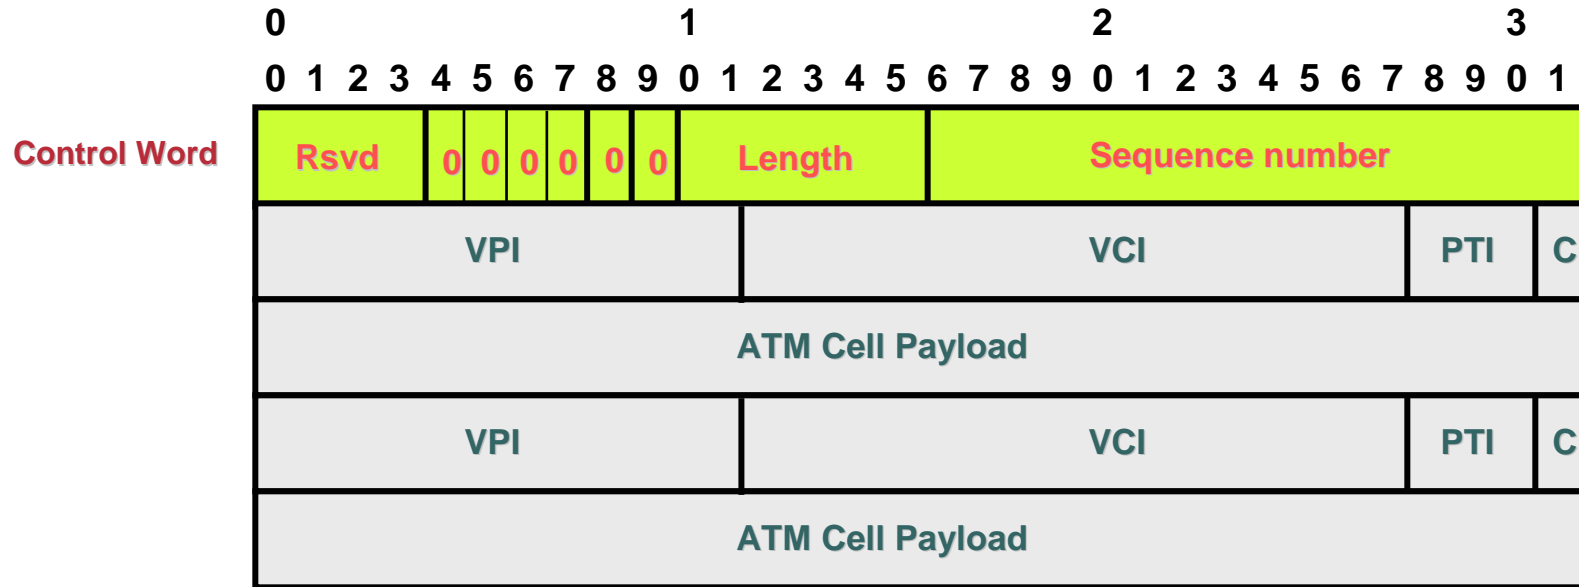 0 1 2 3
0 1 2 3 4 5 6 7 8 9 0 1 2 3 4 5 6 7 8 9 0 1 2 3 4 5 6 7 8 9 0 1
Control Word Rsvd 0 0 0 0 0 0 Length Sequence number
VPI VCI PTI C
ATM Cell Payload
VPI VCI PTI C
ATM Cell Payload